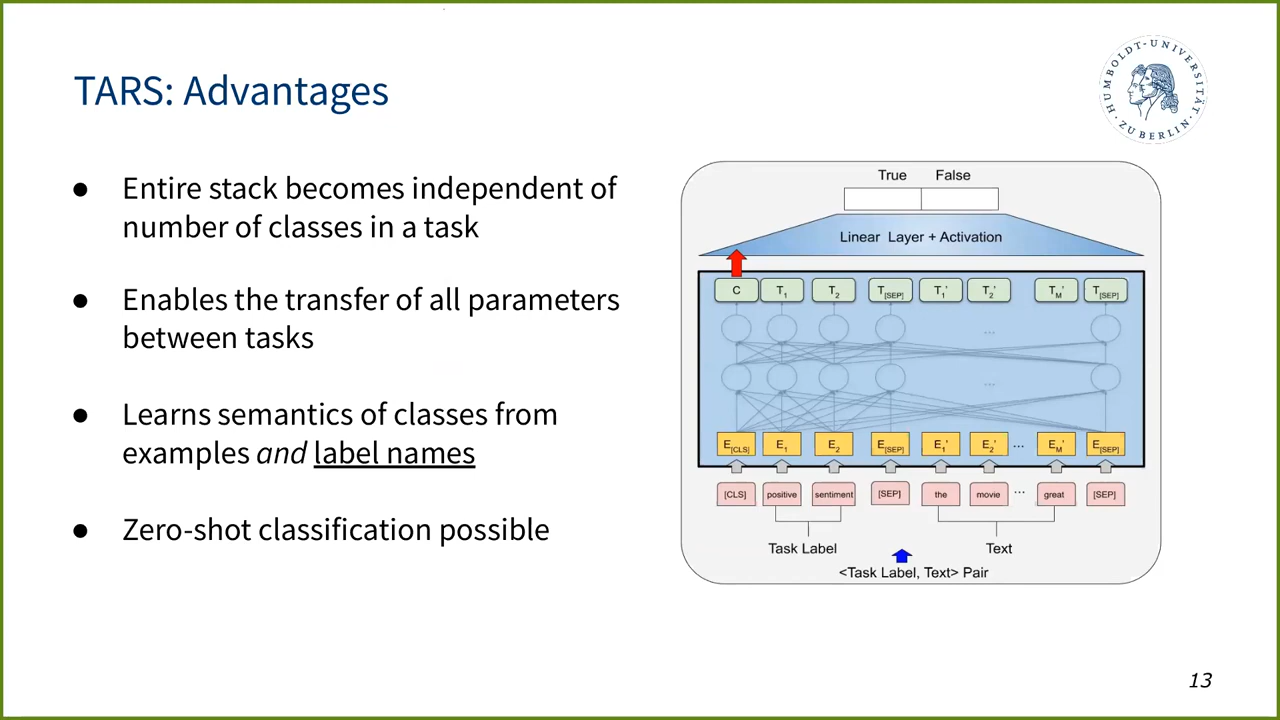 TARS: Advantages
HUMBOLDT-UNIVERSITÄT
ZU BERLIN
● Entire stack becomes independent of
number of classes in a task
● Enables the transfer of all parameters
between tasks
● Learns semantics of classes from
examples and label names
● Zero-shot classification possible
True False
Linear Layer + Activation
C T1 T2 T[SEP] T1' T2' TM' T[SEP]
...
...
E[CLS] E1 E2 E[SEP] E1' E2' ... EM' E[SEP]
[CLS] positive sentiment [SEP] the movie ... great [SEP]
Task Label Text
<Task Label, Text> Pair
13